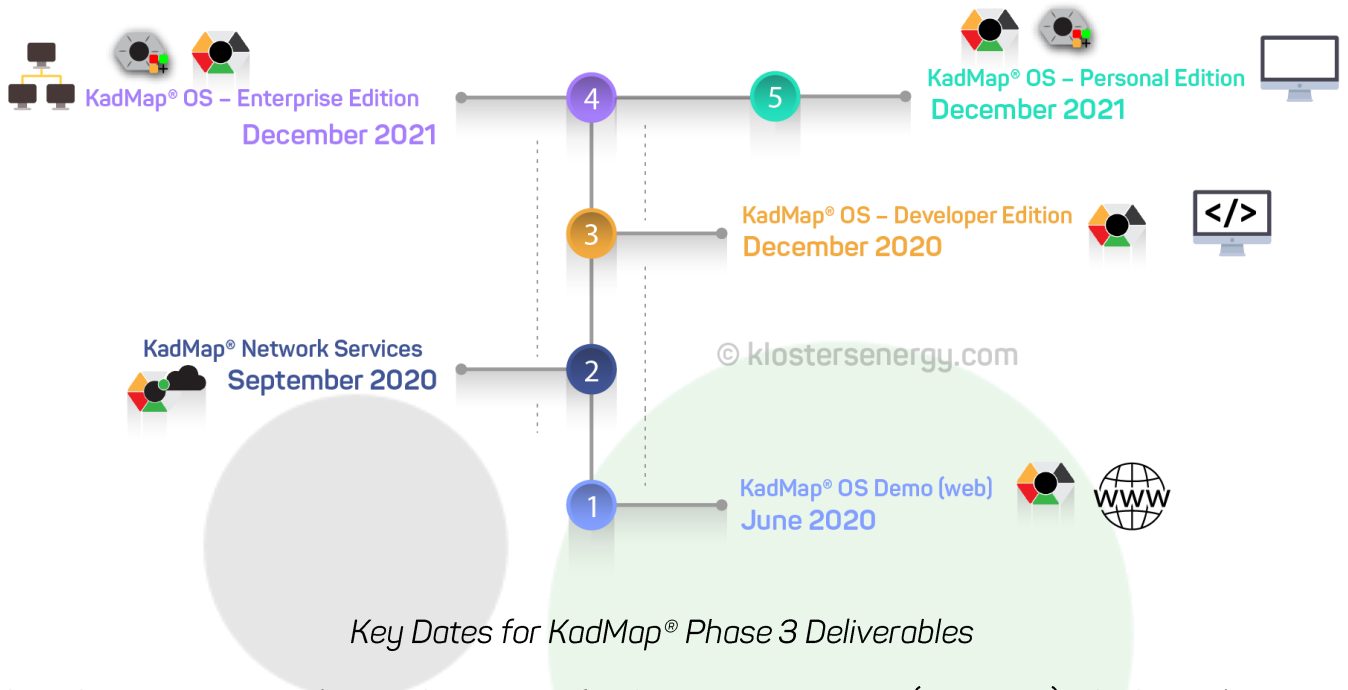 KadMap® OS – Enterprise Edition
December 2021
4
5
KadMap® OS – Personal Edition
December 2021
3
KadMap® OS – Developer Edition
December 2020
</>
KadMap® Network Services
September 2020
2
© klostersenergy.com
1
KadMap® OS Demo (web)
June 2020
WWW
Key Dates for KadMap® Phase 3 Deliverables